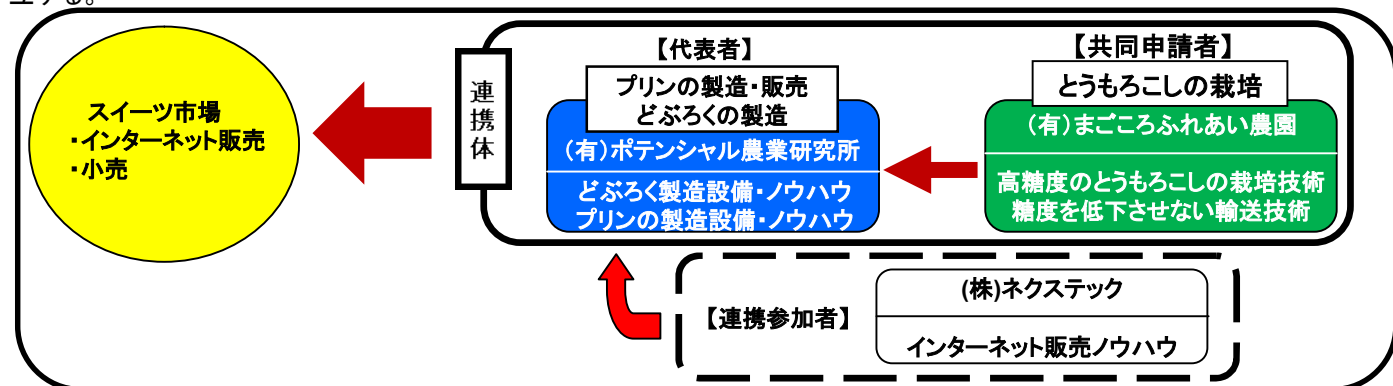 スイーツ市場
・インターネット販売
・小売
連携体
【代表者】
プリンの製造・販売
どぶろくの製造
(有)ポテンシャル農業研究所
どぶろく製造設備・ノウハウ
プリンの製造設備・ノウハウ
【共同申請者】
とうもろこしの栽培
(有)まごころふれあい農園
高糖度のとうもろこしの栽培技術
糖度を低下させない輸送技術
【連携参加者】
(株)ネクステック
インターネット販売ノウハウ